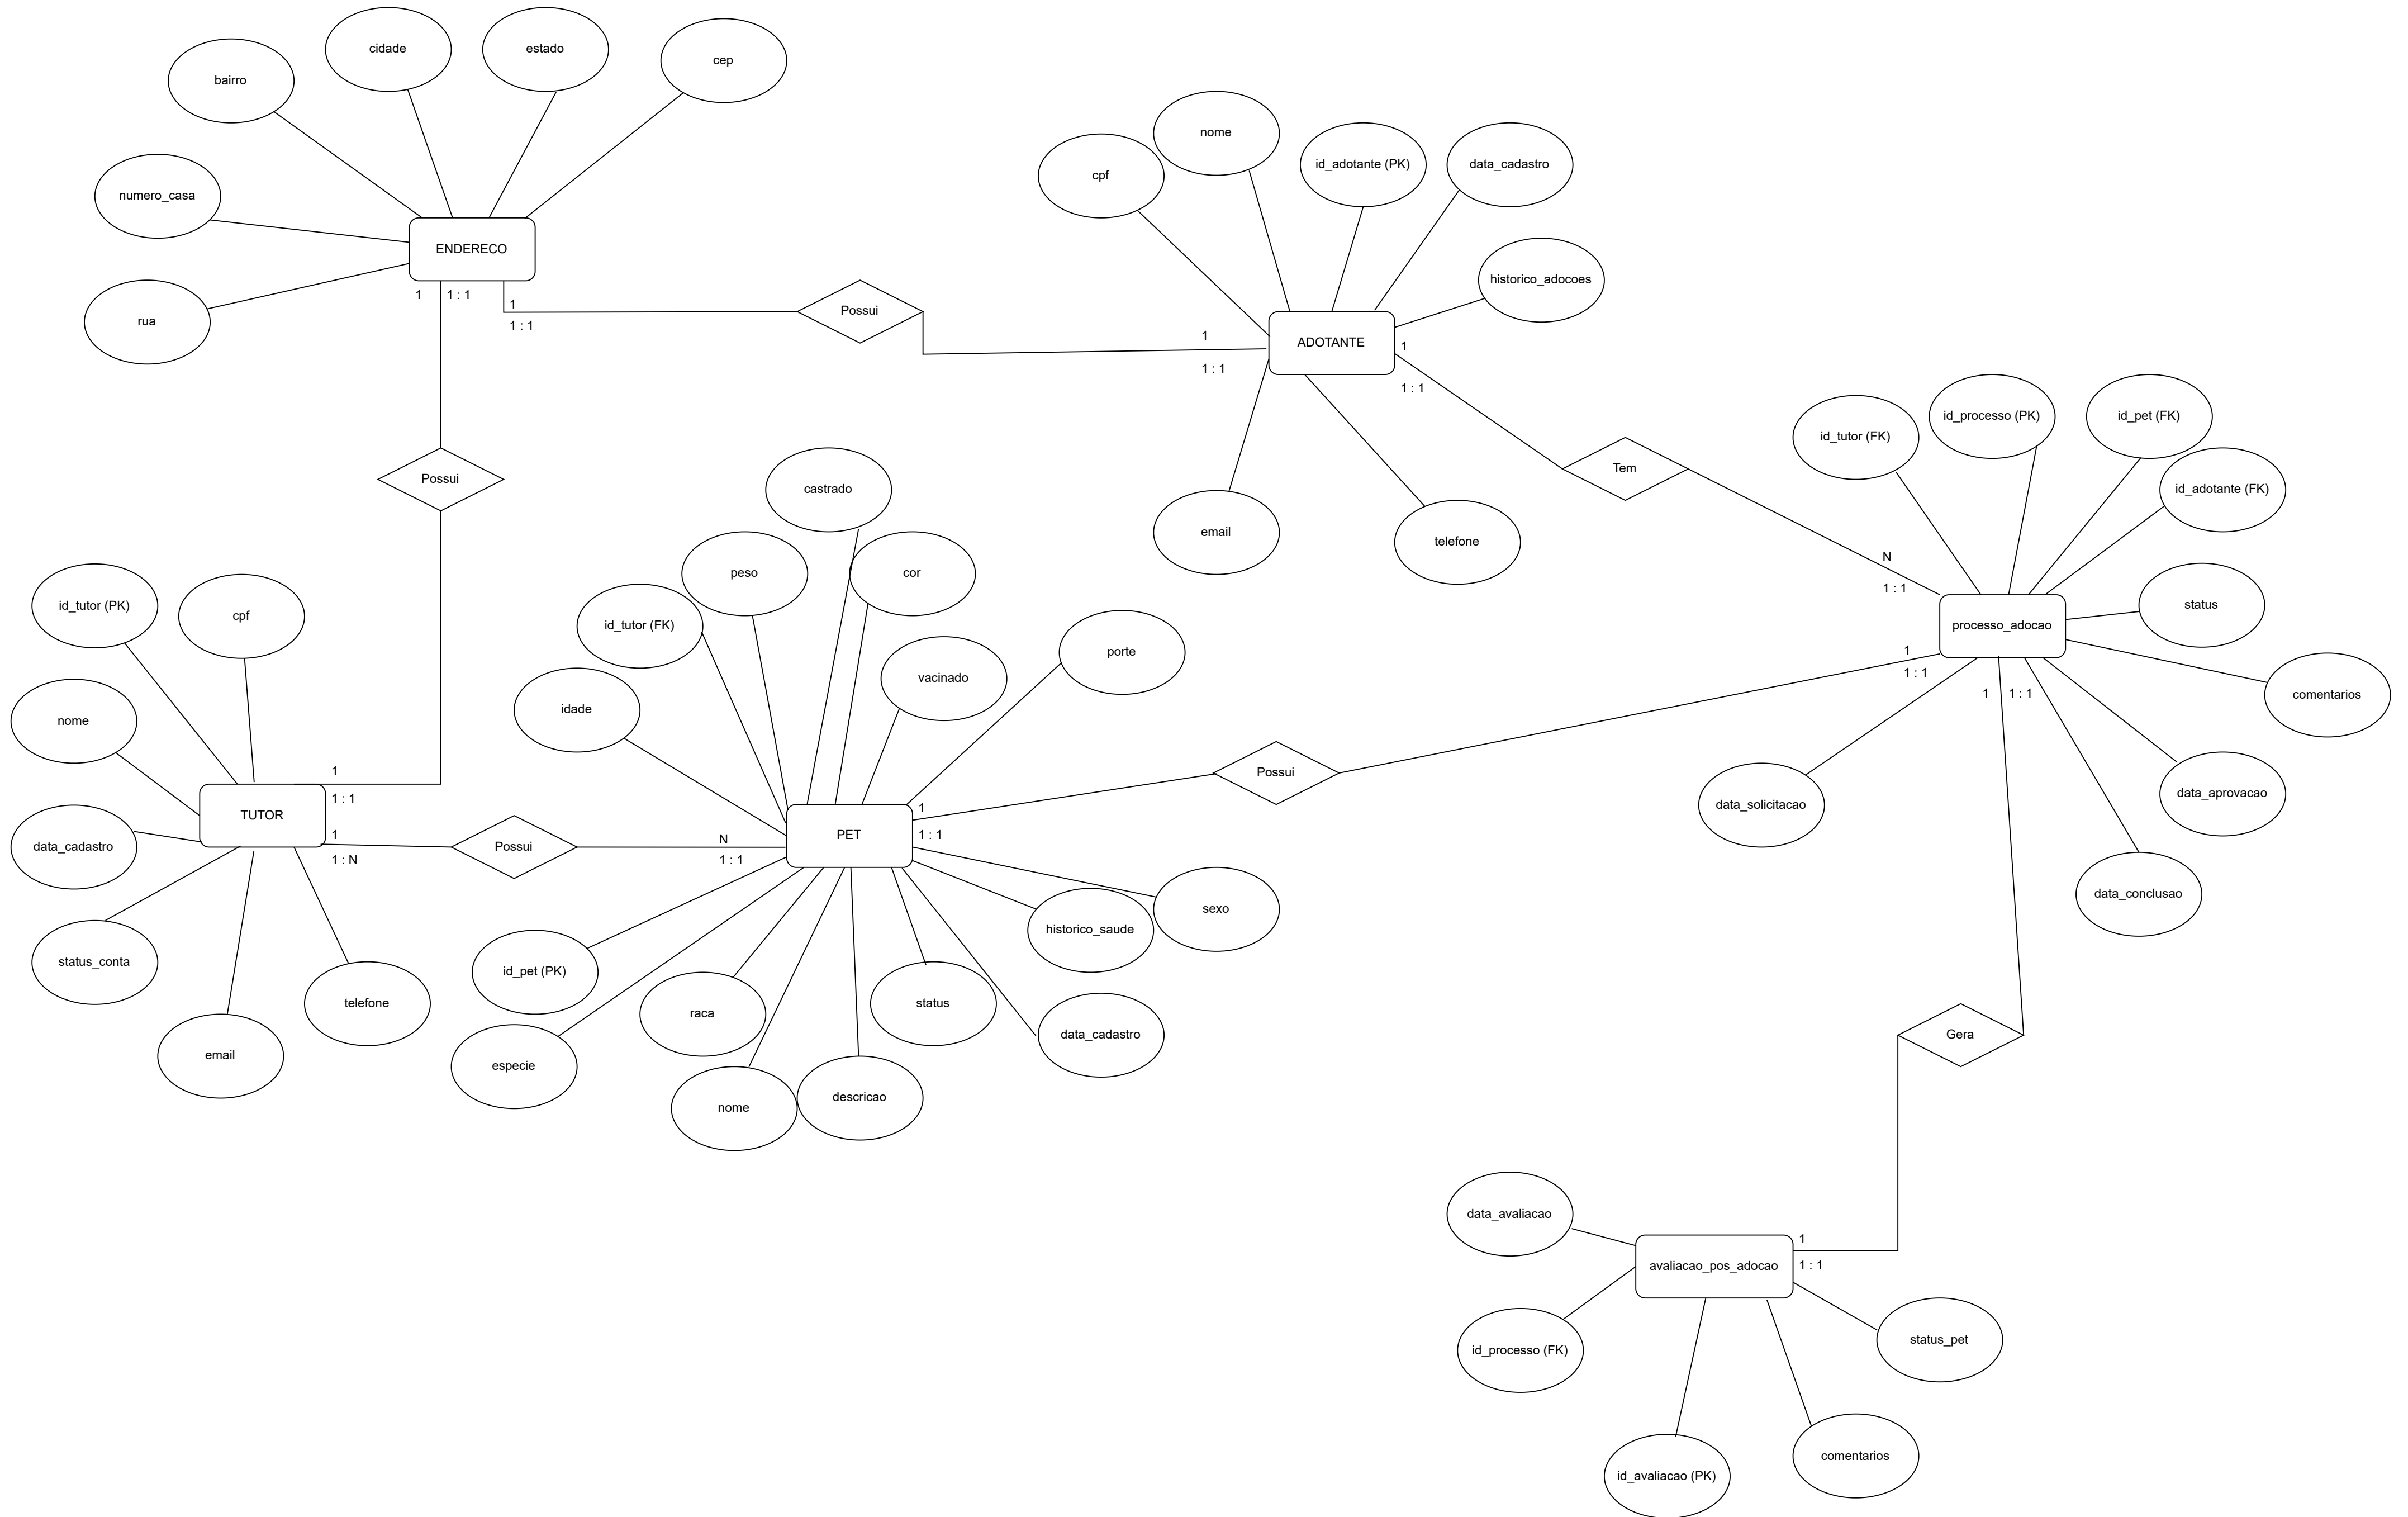 cidade
estado
cep
bairro
numero_casa
ENDERECO
rua
1
1 : 1
1
1 : 1
Possui
1
1 : 1
nome
cpf
id_adotante (PK)
data_cadastro
historico_adocoes
ADOTANTE
1
1 : 1
email
telefone
Tem
N
1 : 1
id_tutor (FK)
id_processo (PK)
id_pet (FK)
id_adotante (FK)
status
processo_adocao
comentarios
1
1 : 1
1
1 : 1
data_solicitacao
data_aprovacao
data_conclusao
Possui
id_tutor (PK)
cpf
nome
1
1 : 1
TUTOR
1
1 : N
data_cadastro
status_conta
email
telefone
Possui
N
1 : 1
castrado
peso
cor
id_tutor (FK)
vacinado
porte
idade
PET
1
1 : 1
Possui
id_pet (PK)
especie
raca
nome
descricao
status
data_cadastro
historico_saude
sexo
Gera
data_avaliacao
1
1 : 1
avaliacao_pos_adocao
id_processo (FK)
status_pet
id_avaliacao (PK)
comentarios